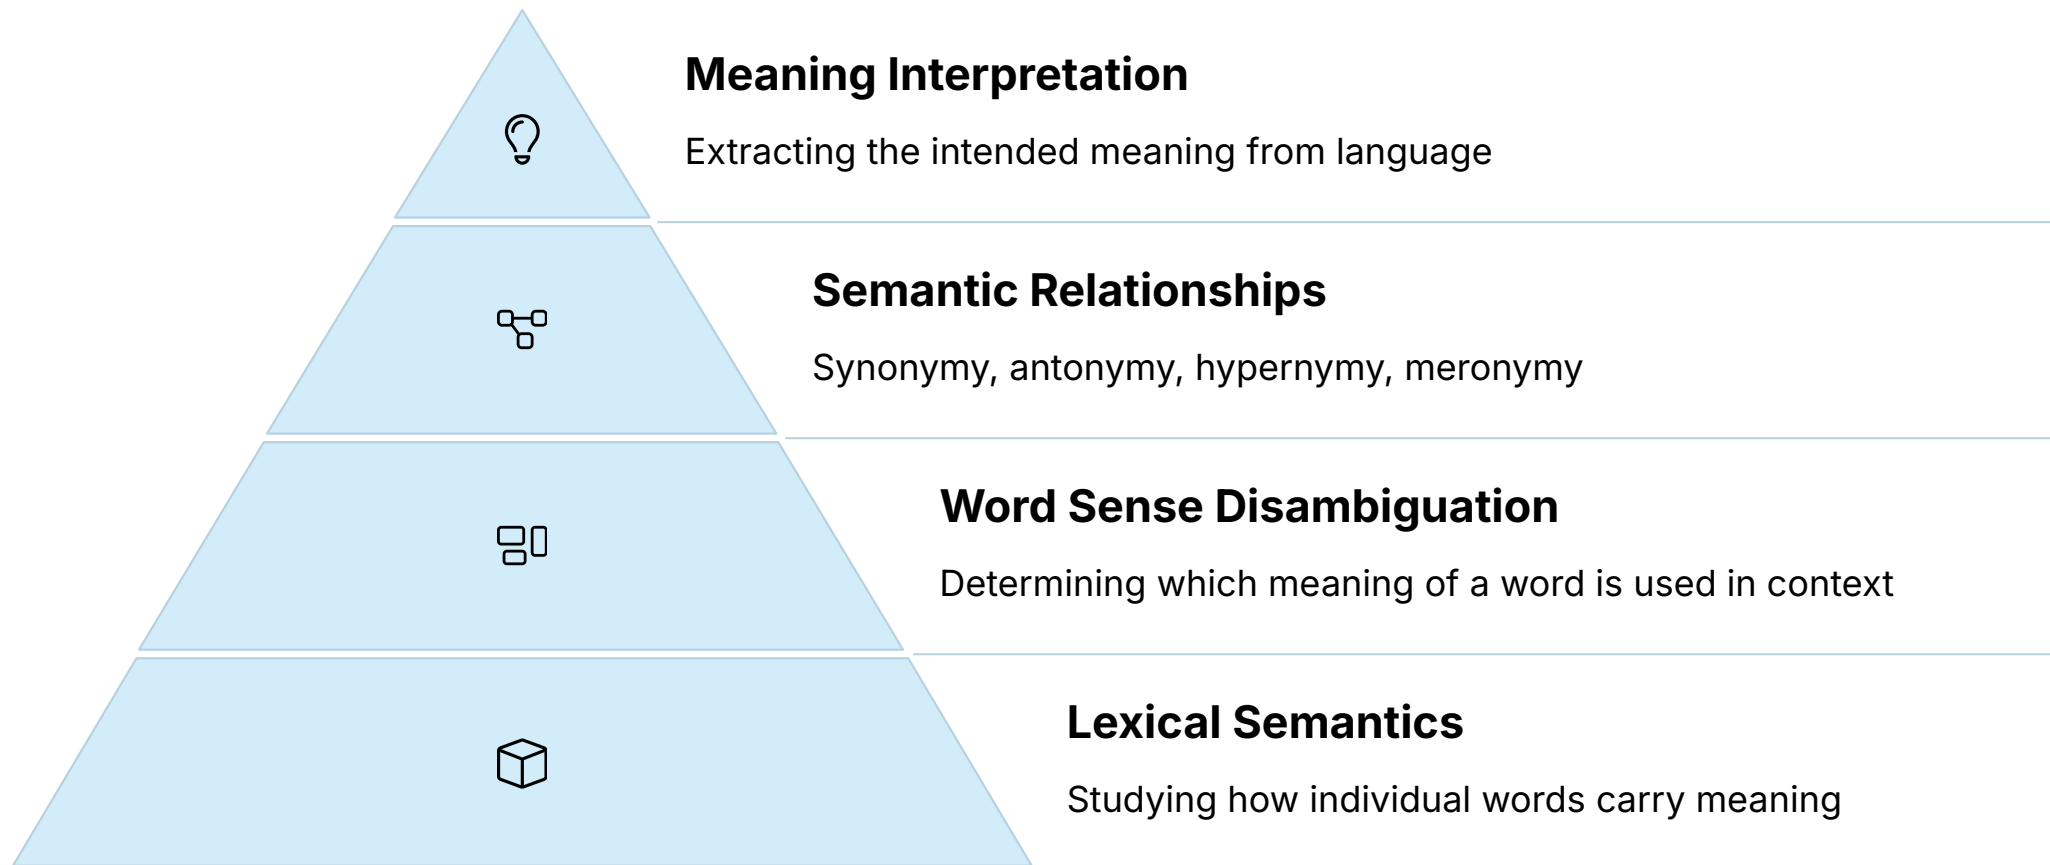 Meaning Interpretation
Extracting the intended meaning from language
Semantic Relationships
Synonymy, antonymy, hypernymy, meronymy
Word Sense Disambiguation
Determining which meaning of a word is used in context
Lexical Semantics
Studying how individual words carry meaning